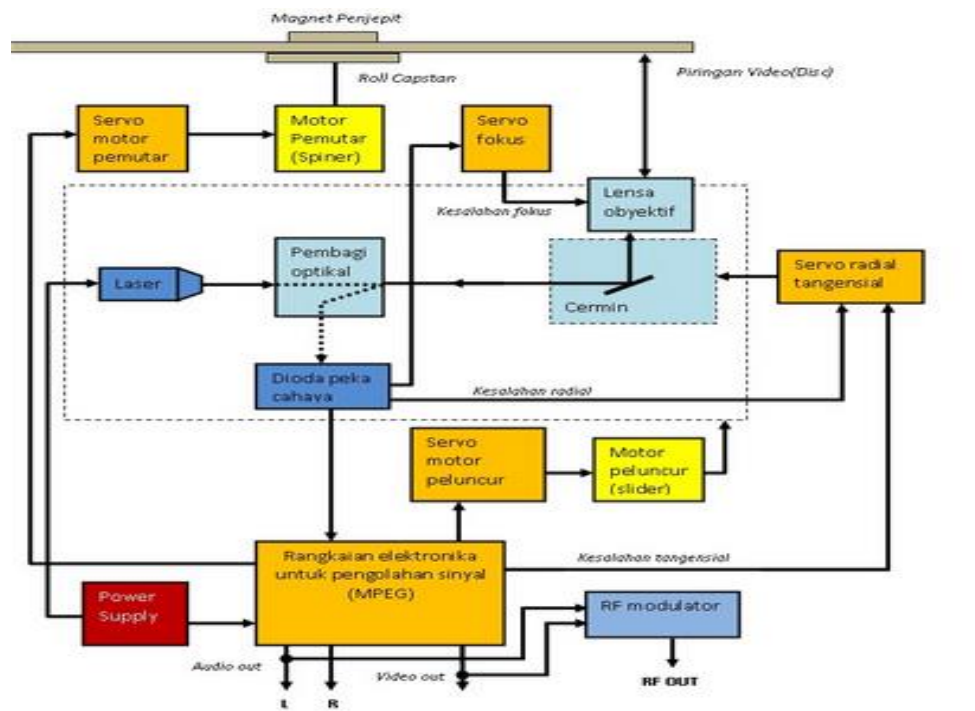 Magnet Penjepit
Roll Capstan
Piringan Video(Disc)
Servo
motor
pemutar
Motor
Pemutar
(Spiner)
Servo
fokus
Lensa
obyektif
Kesalahan fokus
Pembagi
optikal
Laser
Cermin
Servo radial
tangensial
Dioda peka
cahaya
Kesalahan radial
Servo
motor
peluncur
Motor
peluncur
(slider)
Rangkaian elektronika
untuk pengolahan sinyal
(MPEG)
Kesalahan tangensial
Power
Supply
RF modulator
Audio out
Video out
RF OUT
L R